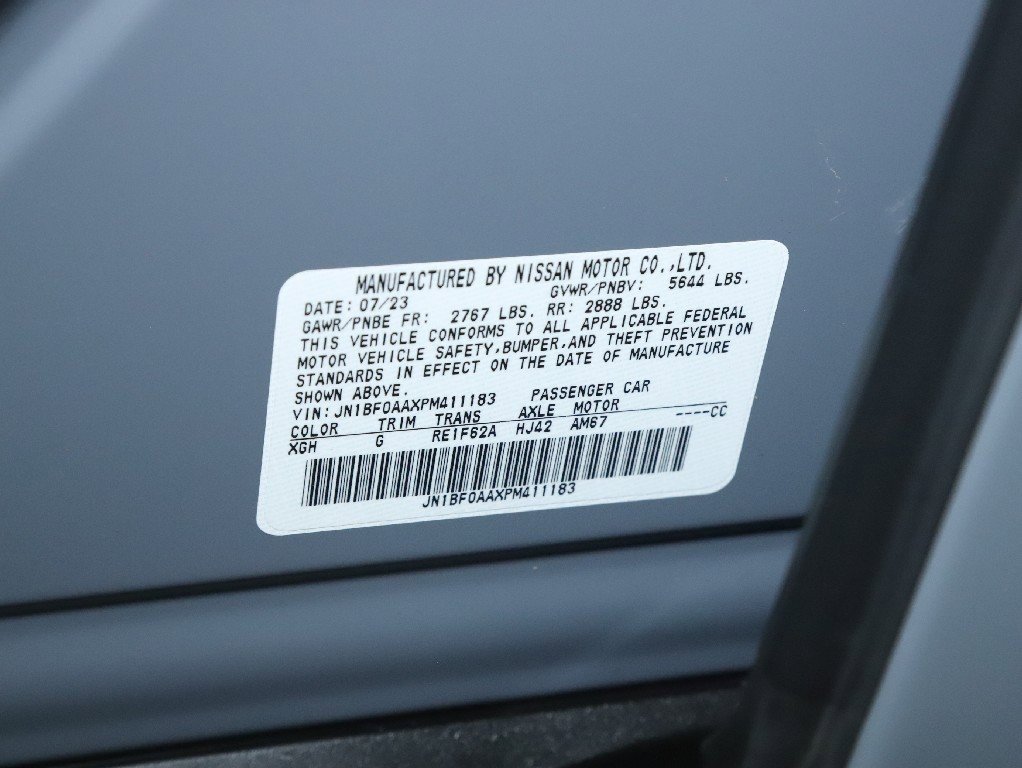 MANUFACTURED BY NISSAN MOTOR CO.,LTD.
DATE: 07/23 GVWR/PNBV: 5644 LBS.
GAWR/PNBE FR: 2767 LBS. RR: 2888 LBS.
THIS VEHICLE CONFORMS TO ALL APPLICABLE FEDERAL
MOTOR VEHICLE SAFETY,BUMPER,AND THEFT PREVENTION
STANDARDS IN EFFECT ON THE DATE OF MANUFACTURE
SHOWN ABOVE.
VIN: JN1BF0AAXPM411183 PASSENGER CAR
COLOR TRIM TRANS AXLE MOTOR
XGH G RE1F62A HJ42 AM67 ----CC
JN1BF0AAXPM411183